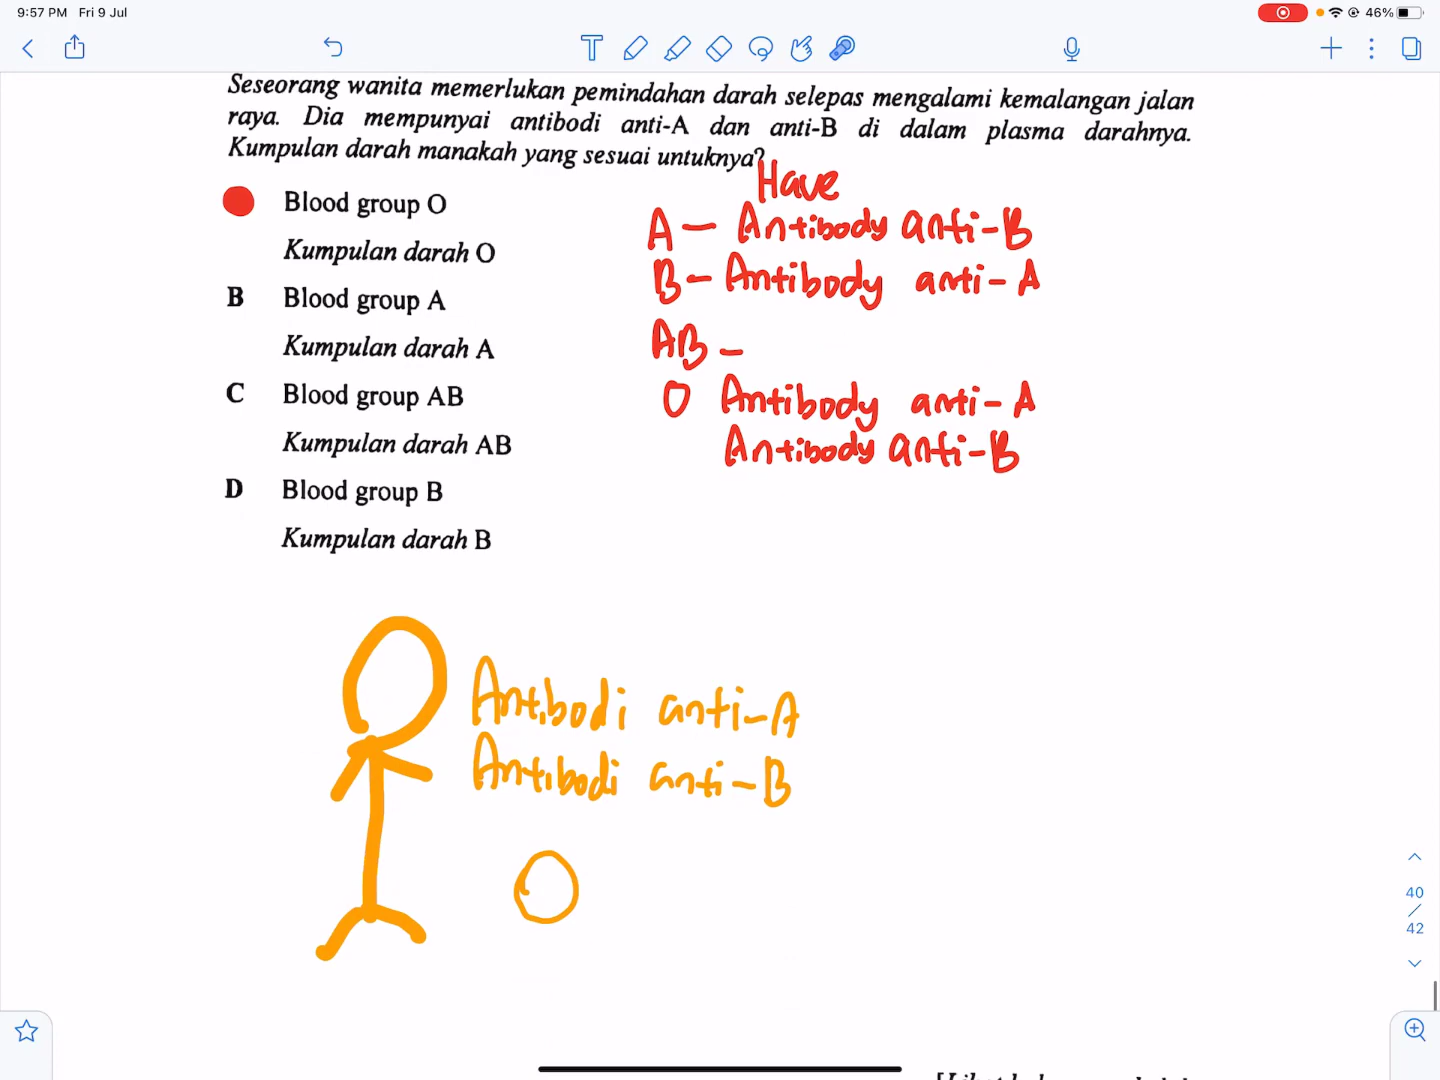 9:57 PM Fri 9 Jul
46%
Seseorang wanita memerlukan pemindahan darah selepas mengalami kemalangan jalan
raya. Dia mempunyai antibodi anti-A dan anti-B di dalam plasma darahnya.
Kumpulan darah manakah yang sesuai untuknya?
Have
Blood group O
Kumpulan darah O
B Blood group A
Kumpulan darah A
C Blood group AB
Kumpulan darah AB
D Blood group B
Kumpulan darah B
A – Antibody anti-B
B – Antibody anti-A
AB –
O Antibody anti-A
Antibody anti-B
Antibodi anti-A
Antibodi anti-B
O
40
/
42